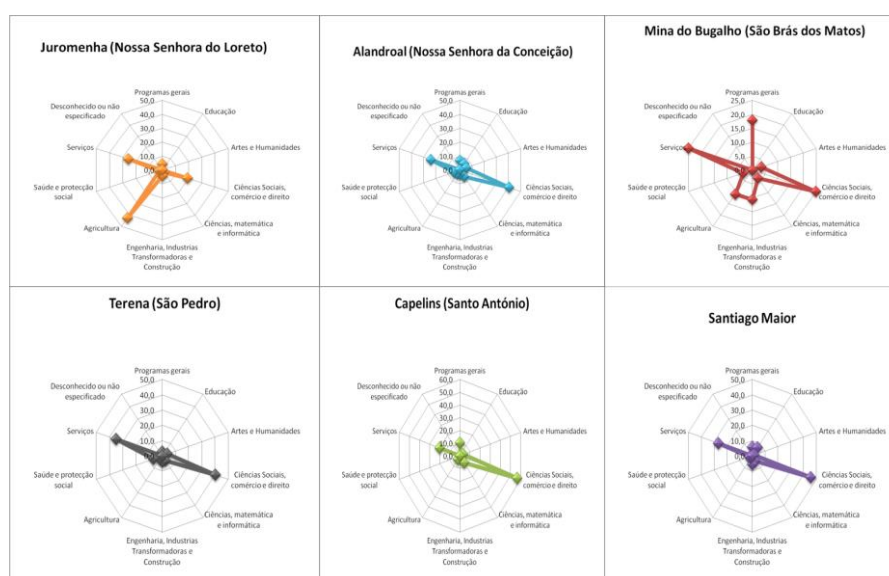 Juromenha (Nossa Senhora do Loreto)
Programas gerais
50,0
40,0
30,0
20,0
10,0
0,0
Educação
Artes e Humanidades
Ciências Sociais,
comércio e direito
Ciências, matemática
e informática
Engenharia, Industrias
Transformadoras e
Construção
Agricultura
Saúde e protecção
social
Serviços
Desconhecido ou não
especificado
Alandroal (Nossa Senhora da Conceição)
Programas gerais
50,0
40,0
30,0
20,0
10,0
0,0
Educação
Artes e Humanidades
Ciências Sociais,
comércio e direito
Ciências, matemática
e informática
Engenharia, Industrias
Transformadoras e
Construção
Agricultura
Saúde e protecção
social
Serviços
Desconhecido ou não
especificado
Mina do Bugalho (São Brás dos Matos)
Programas gerais
25,0
20,0
15,0
10,0
5,0
0,0
Educação
Artes e Humanidades
Ciências Sociais,
comércio e direito
Ciências, matemática
e informática
Engenharia, Industrias
Transformadoras e
Construção
Agricultura
Saúde e protecção
social
Serviços
Desconhecido ou não
especificado
Terena (São Pedro)
Programas gerais
50,0
40,0
30,0
20,0
10,0
0,0
Educação
Artes e Humanidades
Ciências Sociais,
comércio e direito
Ciências, matemática
e informática
Engenharia, Industrias
Transformadoras e
Construção
Agricultura
Saúde e protecção
social
Serviços
Desconhecido ou não
especificado
Capelins (Santo António)
Programas gerais
60,0
50,0
40,0
30,0
20,0
10,0
0,0
Educação
Artes e Humanidades
Ciências Sociais,
comércio e direito
Ciências, matemática
e informática
Engenharia, Industrias
Transformadoras e
Construção
Agricultura
Saúde e protecção
social
Serviços
Desconhecido ou não
especificado
Santiago Maior
Programas gerais
50,0
40,0
30,0
20,0
10,0
0,0
Educação
Artes e Humanidades
Ciências Sociais,
comércio e direito
Ciências, matemática
e informática
Engenharia, Industrias
Transformadoras e
Construção
Agricultura
Saúde e protecção
social
Serviços
Desconhecido ou não
especificado